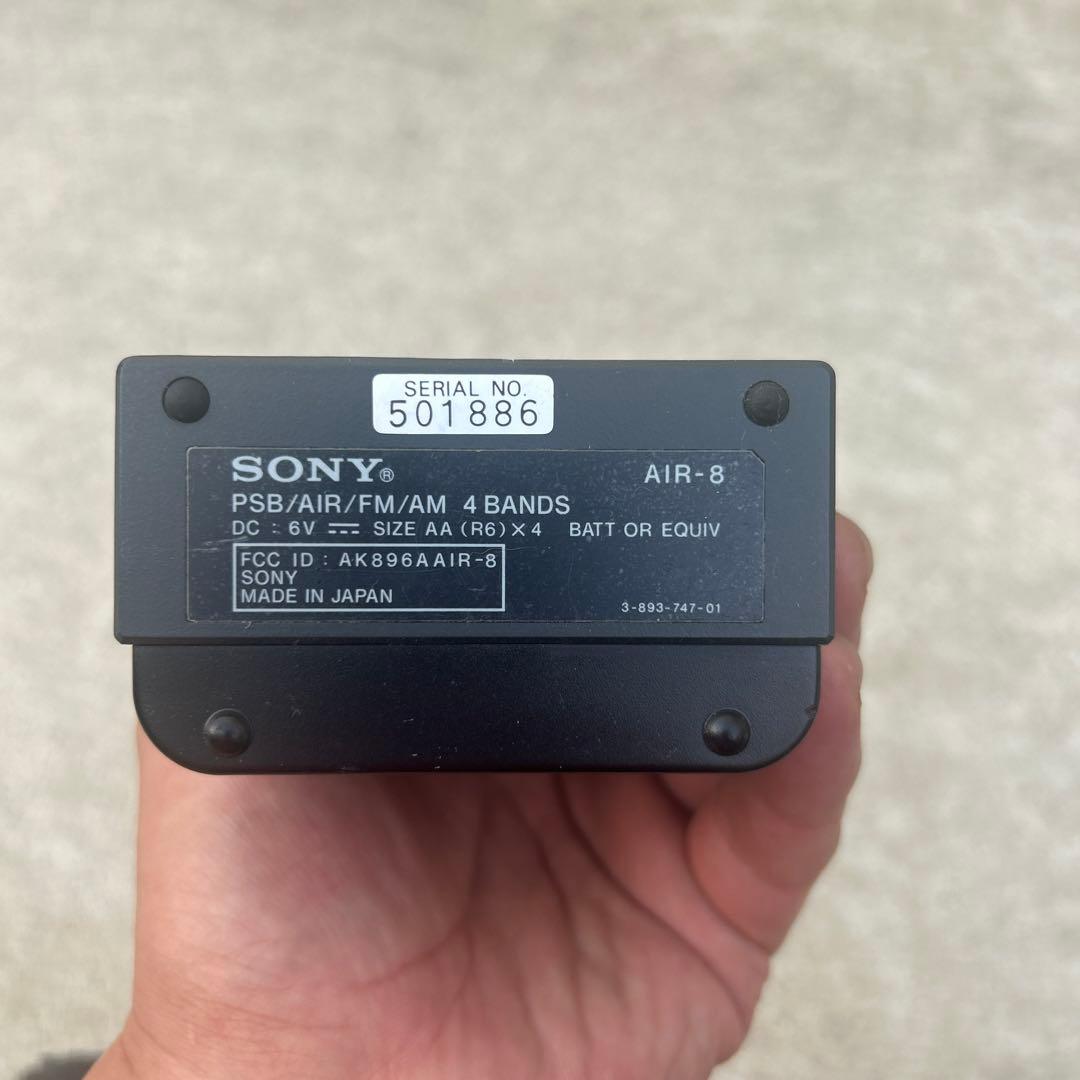 SERIAL NO.
501886
SONY® AIR-8
PSB/AIR/FM/AM 4 BANDS
DC : 6V ⎓ SIZE AA (R6)×4 BATT OR EQUIV
FCC ID : AK896AAIR-8
SONY
MADE IN JAPAN
3-893-747-01